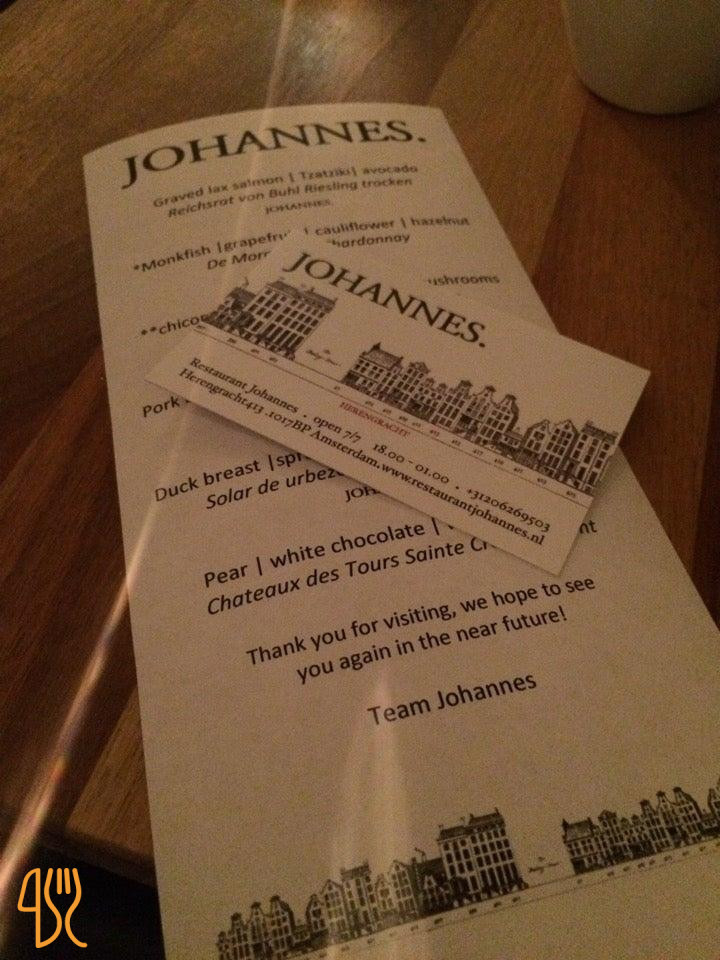 JOHANNES.
Graved lax salmon | Tzatziki| avocado
Reichsrat von Buhl Riesling trocken
JOHANNES.
*Monkfish |grapefru | cauliflower | hazelnut
De Morr hardonnay
ushrooms
**chico
Pork
Duck breast |spi
Solar de urbez
JOH
Pear | white chocolate |
Chateaux des Tours Sainte C nt
Thank you for visiting, we hope to see
you again in the near future!
Team Johannes
JOHANNES.
HERENGRACHT
Restaurant Johannes . open 7/7 18.00 - 01.00 . +31206269503
Herengracht413 .1017BP Amsterdam.www.restaurantjohannes.nl